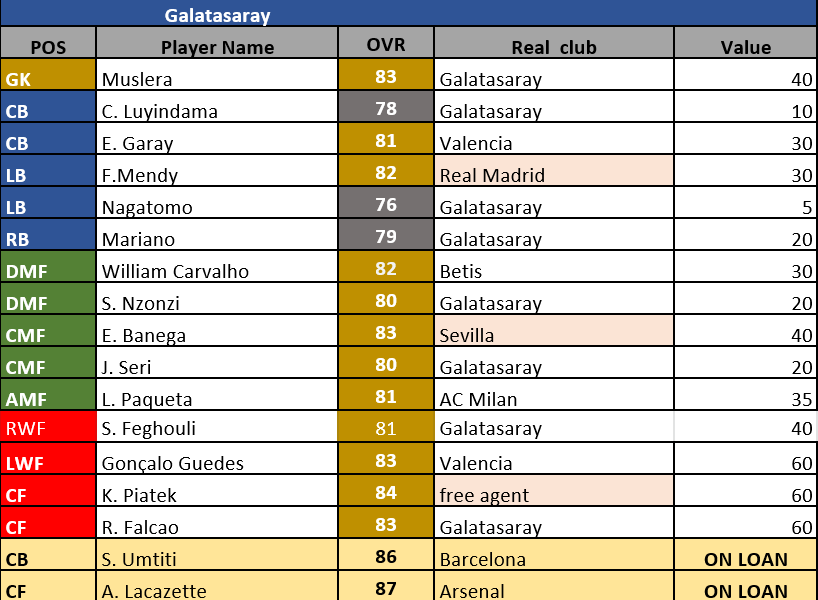 Galatasaray
POS Player Name OVR Real club Value
GK Muslera 83 Galatasaray 40
CB C. Luyindama 78 Galatasaray 10
CB E. Garay 81 Valencia 30
LB F.Mendy 82 Real Madrid 30
LB Nagatomo 76 Galatasaray 5
RB Mariano 79 Galatasaray 20
DMF William Carvalho 82 Betis 30
DMF S. Nzonzi 80 Galatasaray 20
CMF E. Banega 83 Sevilla 40
CMF J. Seri 80 Galatasaray 20
AMF L. Paqueta 81 AC Milan 35
RWF S. Feghouli 81 Galatasaray 40
LWF Gonçalo Guedes 83 Valencia 60
CF K. Piatek 84 free agent 60
CF R. Falcao 83 Galatasaray 60
CB S. Umtiti 86 Barcelona ON LOAN
CF A. Lacazette 87 Arsenal ON LOAN